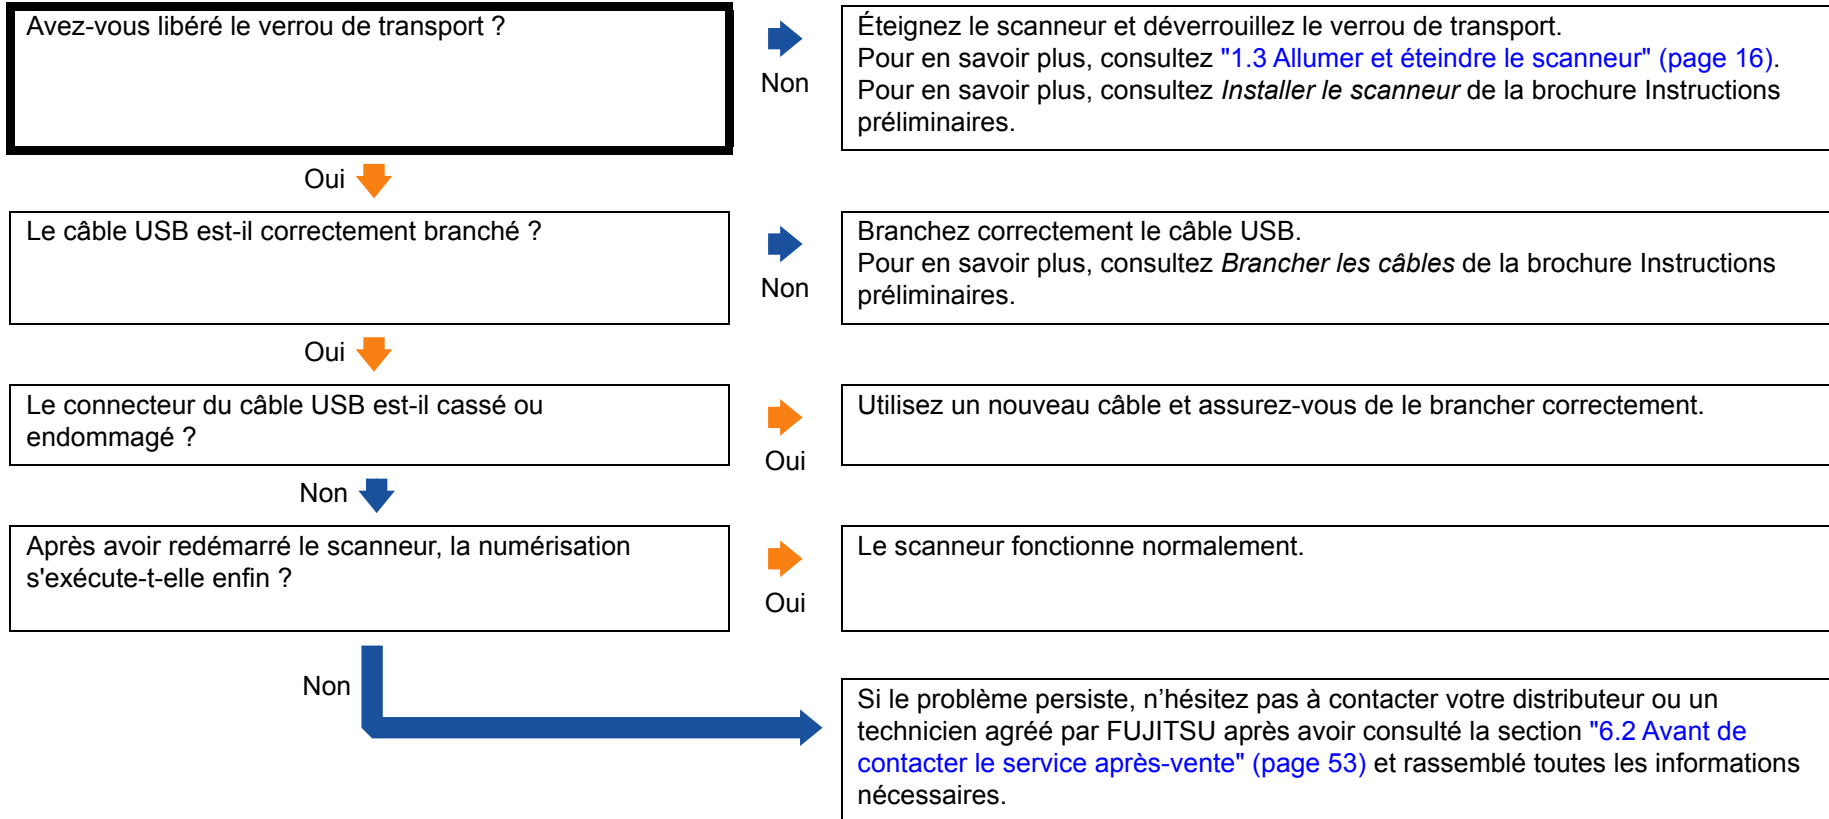 Avez-vous libéré le verrou de transport ?
Non
Éteignez le scanneur et déverrouillez le verrou de transport.
Pour en savoir plus, consultez "1.3 Allumer et éteindre le scanneur" (page 16).
Pour en savoir plus, consultez Installer le scanneur de la brochure Instructions
préliminaires.
Oui
Le câble USB est-il correctement branché ?
Non
Branchez correctement le câble USB.
Pour en savoir plus, consultez Brancher les câbles de la brochure Instructions
préliminaires.
Oui
Le connecteur du câble USB est-il cassé ou
endommagé ?
Oui
Utilisez un nouveau câble et assurez-vous de le brancher correctement.
Non
Après avoir redémarré le scanneur, la numérisation
s'exécute-t-elle enfin ?
Oui
Le scanneur fonctionne normalement.
Non
Si le problème persiste, n’hésitez pas à contacter votre distributeur ou un
technicien agréé par FUJITSU après avoir consulté la section "6.2 Avant de
contacter le service après-vente" (page 53) et rassemblé toutes les informations
nécessaires.